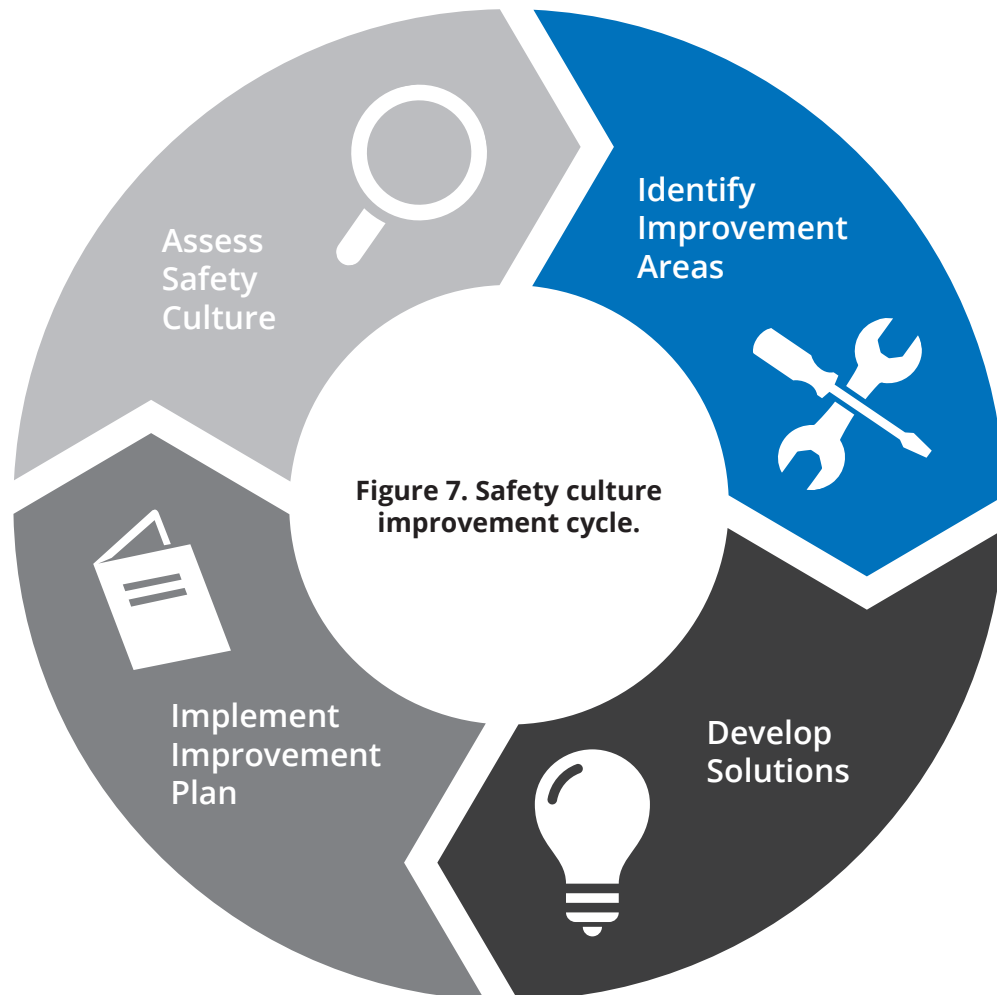 Assess
Safety
Culture
Identify
Improvement
Areas
Figure 7. Safety culture
improvement cycle.
Develop
Solutions
Implement
Improvement
Plan